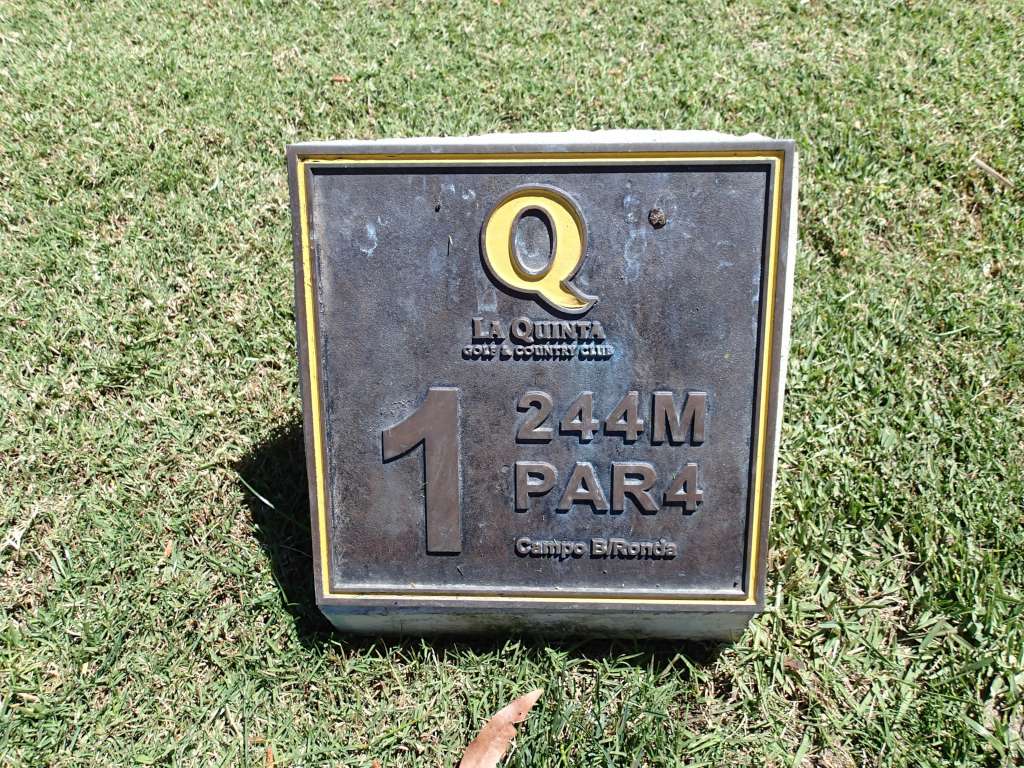 Q
LA QUINTA
GOLF & COUNTRY CLUB
1
244M
PAR4
Campo B/Ronda